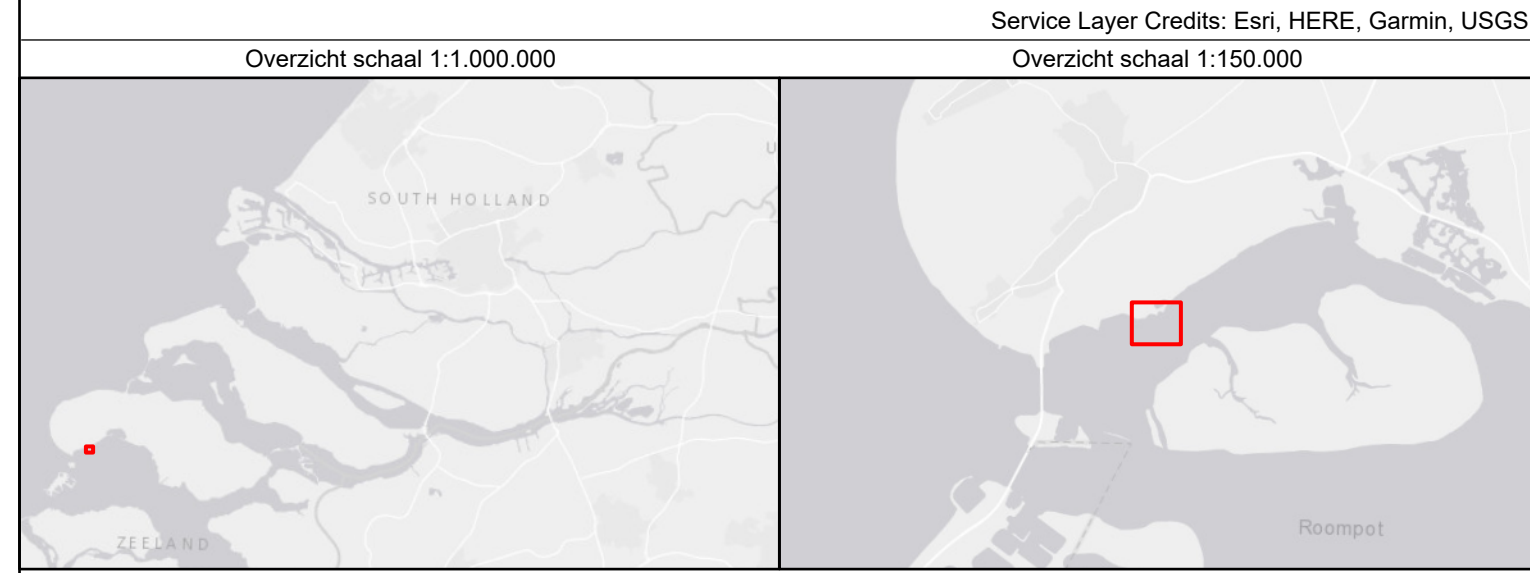 Service Layer Credits: Esri, HERE, Garmin, USGS
Overzicht schaal 1:1.000.000
Overzicht schaal 1:150.000
SOUTH HOLLAND
U
ZEELAND
Roompot